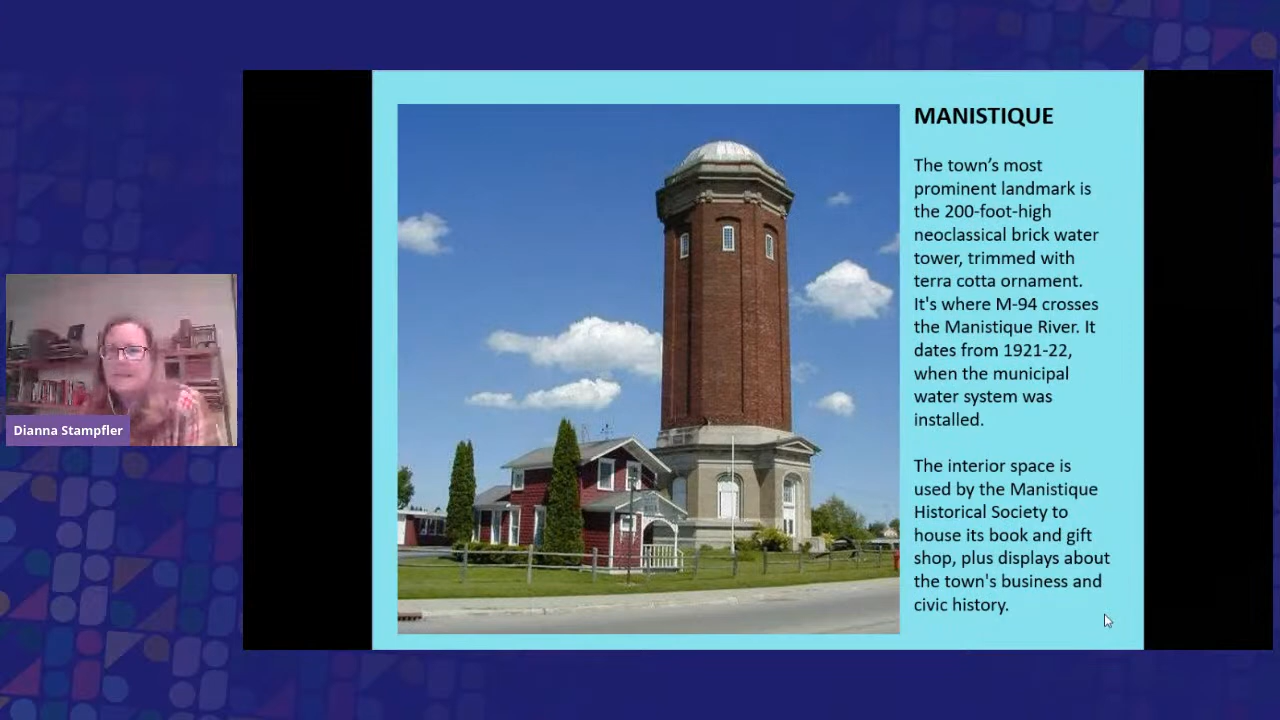 MANISTIQUE
The town’s most
prominent landmark is
the 200-foot-high
neoclassical brick water
tower, trimmed with
terra cotta ornament.
It's where M-94 crosses
the Manistique River. It
dates from 1921-22,
when the municipal
water system was
installed.
The interior space is
used by the Manistique
Historical Society to
house its book and gift
shop, plus displays about
the town's business and
civic history.
Dianna Stampfler